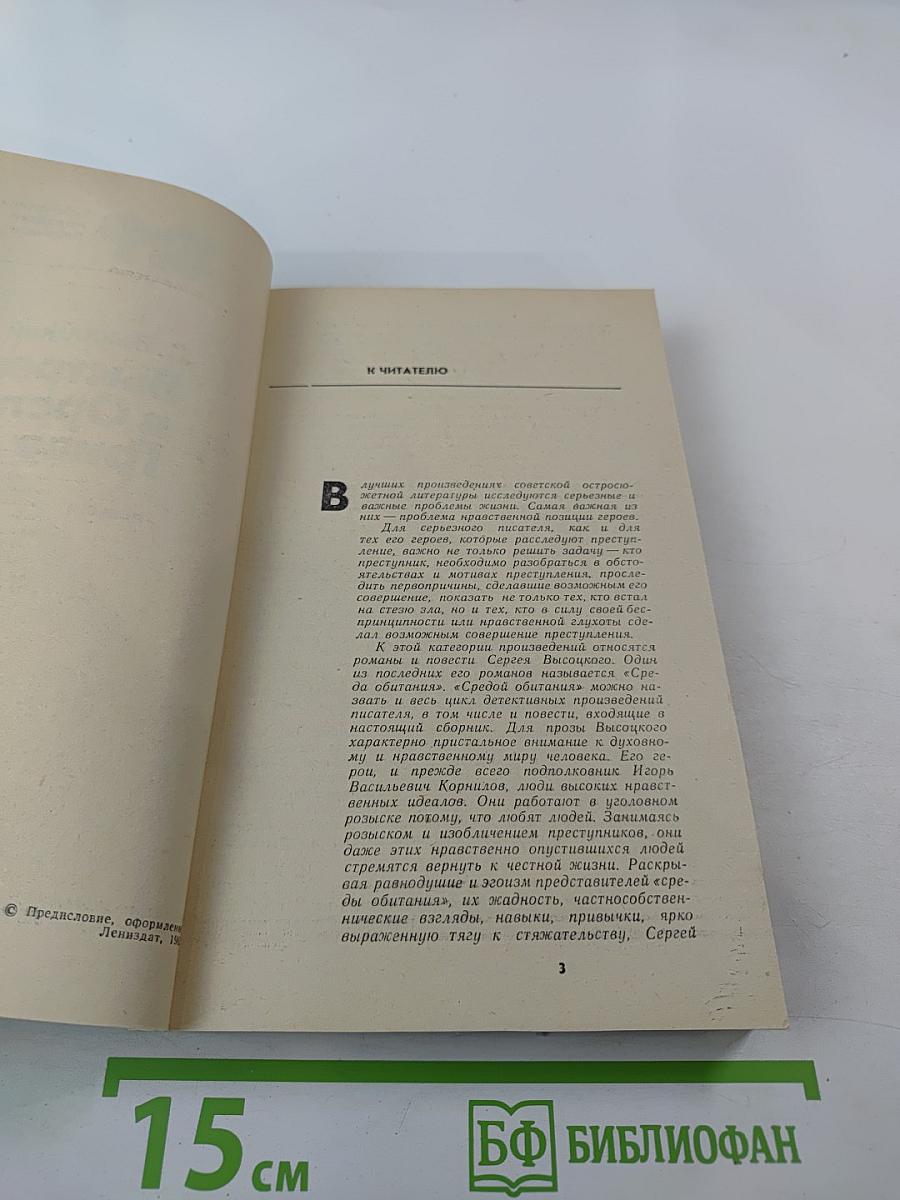 © Предисловие, оформлен
Лениздат, 19
К ЧИТАТЕЛЮ
В лучших произведениях советской остросю-
жетной литературы исследуются серьезные и
важные проблемы жизни. Самая важная из
них — проблема нравственной позиции героев.
Для серьезного писателя, как и для
тех его героев, которые расследуют преступ-
ление, важно не только решить задачу — кто
преступник, необходимо разобраться в обсто-
ятельствах и мотивах преступления, просле-
дить первопричины, сделавшие возможным его
совершение, показать не только тех, кто встал
на стезю зла, но и тех, кто в силу своей бес-
принципности или нравственной глухоты сде-
лал возможным совершение преступления.
К этой категории произведений относятся
романы и повести Сергея Высоцкого. Один
из последних его романов называется «Сре-
да обитания». «Средой обитания» можно на-
звать и весь цикл детективных произведений
писателя, в том числе и повести, входящие в
настоящий сборник. Для прозы Высоцкого
характерно пристальное внимание к духовно-
му и нравственному миру человека. Его ге-
рои, и прежде всего подполковник Игорь
Васильевич Корнилов, люди высоких нравст-
венных идеалов. Они работают в уголовном
розыске потому, что любят людей. Занимаясь
розыском и изобличением преступников, они
даже этих нравственно опустившихся людей
стремятся вернуть к честной жизни. Раскры-
вая равнодушие и эгоизм представителей «сре-
ды обитания», их жадность, частнособствен-
нические взгляды, навыки, привычки, ярко
выраженную тягу к стяжательству, Сергей
3
15 см
БФ БИБЛИОФАН